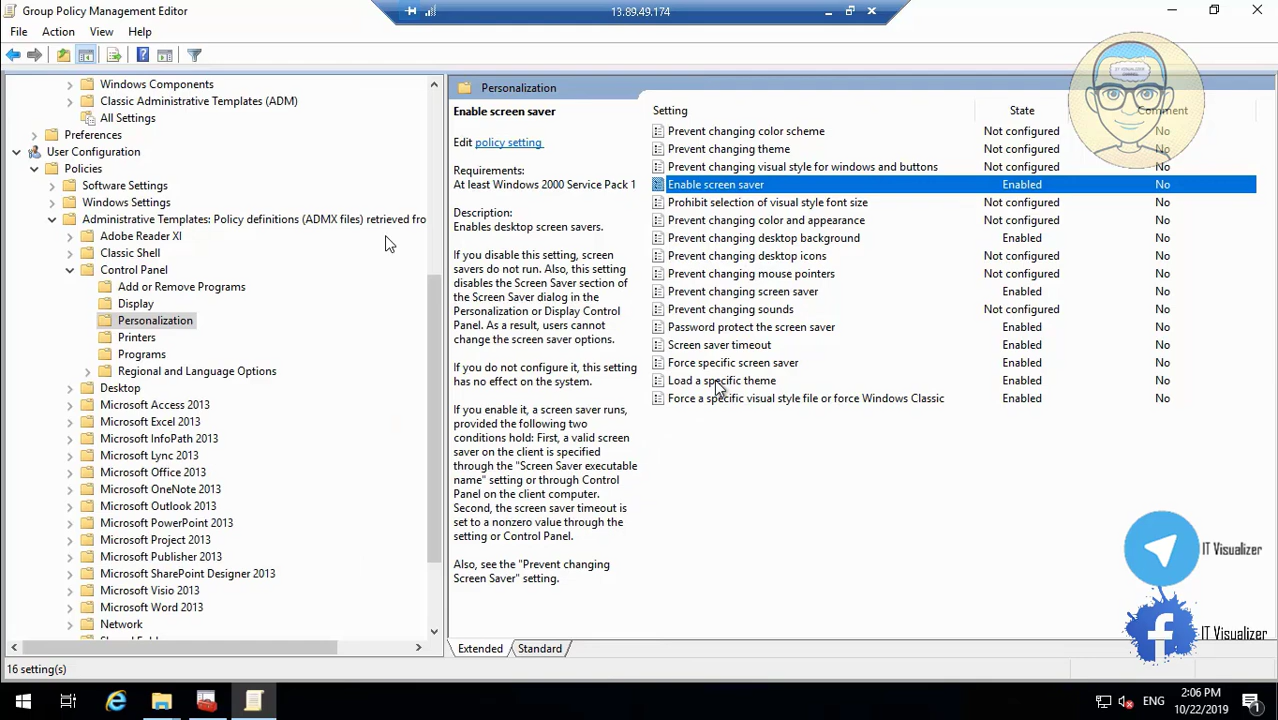 Group Policy Management Editor
13.89.49.174
File Action View Help
Windows Components
Classic Administrative Templates (ADM)
All Settings
Preferences
User Configuration
Policies
Software Settings
Windows Settings
Administrative Templates: Policy definitions (ADMX files) retrieved fro
Adobe Reader XI
Classic Shell
Control Panel
Add or Remove Programs
Display
Personalization
Printers
Programs
Regional and Language Options
Desktop
Microsoft Access 2013
Microsoft Excel 2013
Microsoft InfoPath 2013
Microsoft Lync 2013
Microsoft Office 2013
Microsoft OneNote 2013
Microsoft Outlook 2013
Microsoft PowerPoint 2013
Microsoft Project 2013
Microsoft Publisher 2013
Microsoft SharePoint Designer 2013
Microsoft Visio 2013
Microsoft Word 2013
Network
Personalization
Enable screen saver
Edit policy setting
Requirements:
At least Windows 2000 Service Pack 1
Description:
Enables desktop screen savers.
If you disable this setting, screen
savers do not run. Also, this setting
disables the Screen Saver section of
the Screen Saver dialog in the
Personalization or Display Control
Panel. As a result, users cannot
change the screen saver options.
If you do not configure it, this setting
has no effect on the system.
If you enable it, a screen saver runs,
provided the following two
conditions hold: First, a valid screen
saver on the client is specified
through the "Screen Saver executable
name" setting or through Control
Panel on the client computer.
Second, the screen saver timeout is
set to a nonzero value through the
setting or Control Panel.
Also, see the "Prevent changing
Screen Saver" setting.
Setting State Comment
Prevent changing color scheme Not configured No
Prevent changing theme Not configured No
Prevent changing visual style for windows and buttons Not configured No
Enable screen saver Enabled No
Prohibit selection of visual style font size Not configured No
Prevent changing color and appearance Not configured No
Prevent changing desktop background Enabled No
Prevent changing desktop icons Not configured No
Prevent changing mouse pointers Not configured No
Prevent changing screen saver Enabled No
Prevent changing sounds Not configured No
Password protect the screen saver Enabled No
Screen saver timeout Enabled No
Force specific screen saver Enabled No
Load a specific theme Enabled No
Force a specific visual style file or force Windows Classic Enabled No
IT VISUALIZER
CHANNEL
IT Visualizer
IT Visualizer
Extended Standard
16 setting(s)
ENG
2:06 PM
10/22/2019
1